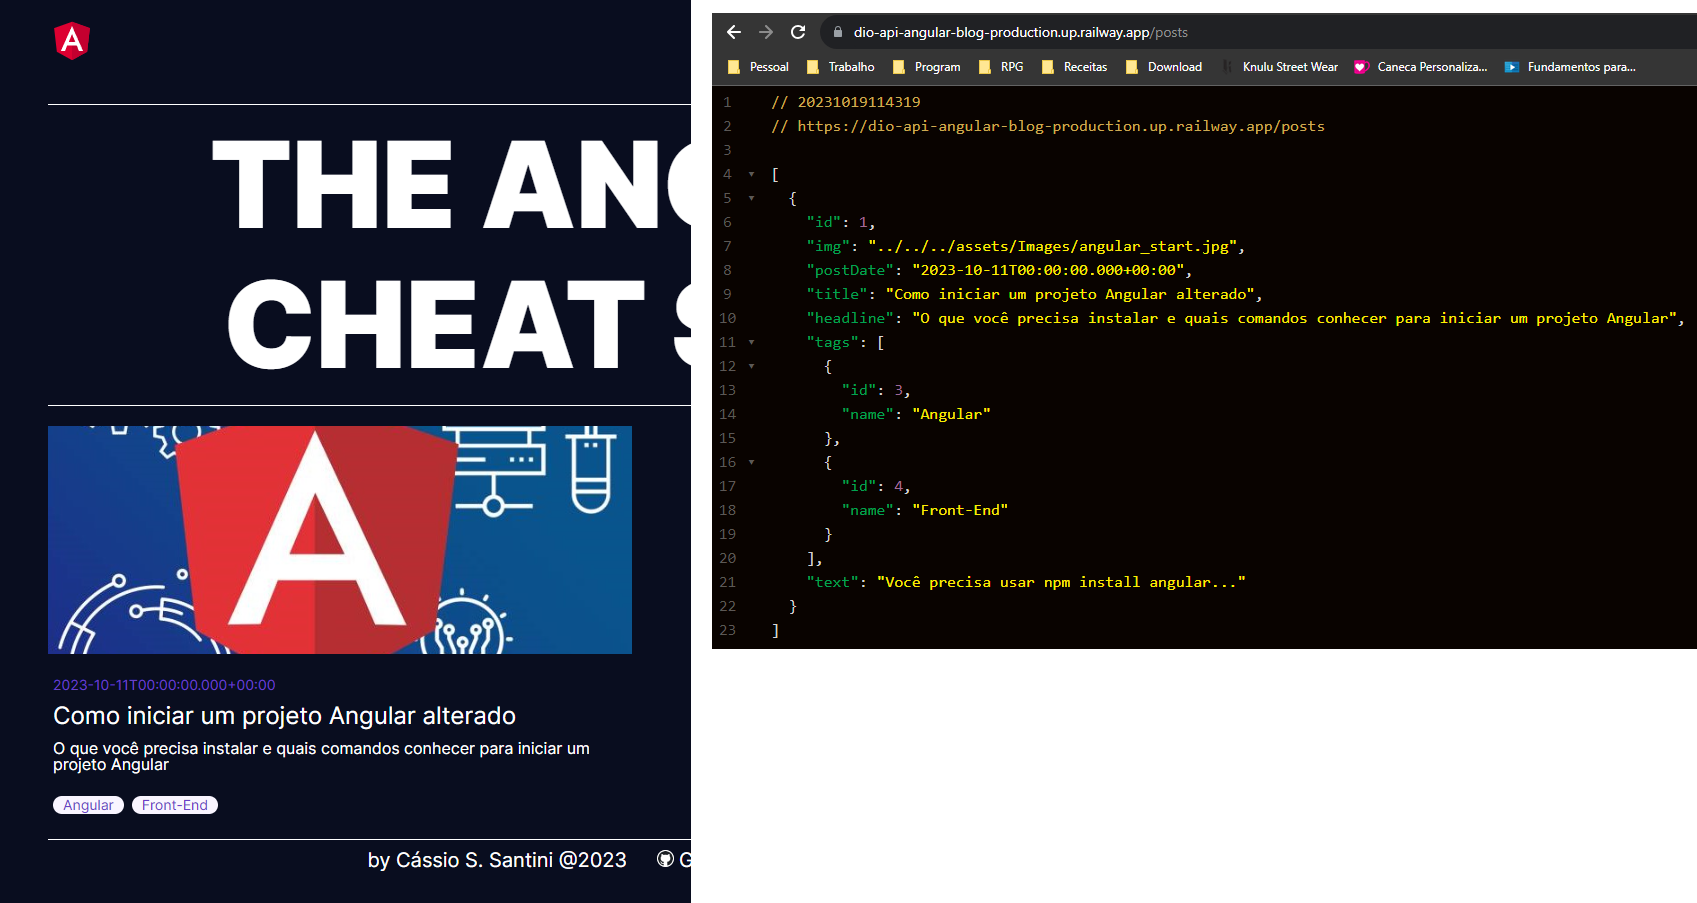 THE ANG
CHEAT S
2023-10-11T00:00:00.000+00:00
Como iniciar um projeto Angular alterado
O que você precisa instalar e quais comandos conhecer para iniciar um
projeto Angular
Angular Front-End
by Cássio S. Santini @2023 G
dio-api-angular-blog-production.up.railway.app/posts
Pessoal Trabalho Program RPG Receitas Download Knulu Street Wear Caneca Personaliza... Fundamentos para...
1 // 20231019114319
2 // https://dio-api-angular-blog-production.up.railway.app/posts
3
4 [
5 {
6 "id": 1,
7 "img": "../../../assets/Images/angular_start.jpg",
8 "postDate": "2023-10-11T00:00:00.000+00:00",
9 "title": "Como iniciar um projeto Angular alterado",
10 "headline": "O que você precisa instalar e quais comandos conhecer para iniciar um projeto Angular",
11 "tags": [
12 {
13 "id": 3,
14 "name": "Angular"
15 },
16 {
17 "id": 4,
18 "name": "Front-End"
19 }
20 ],
21 "text": "Você precisa usar npm install angular..."
22 }
23 ]